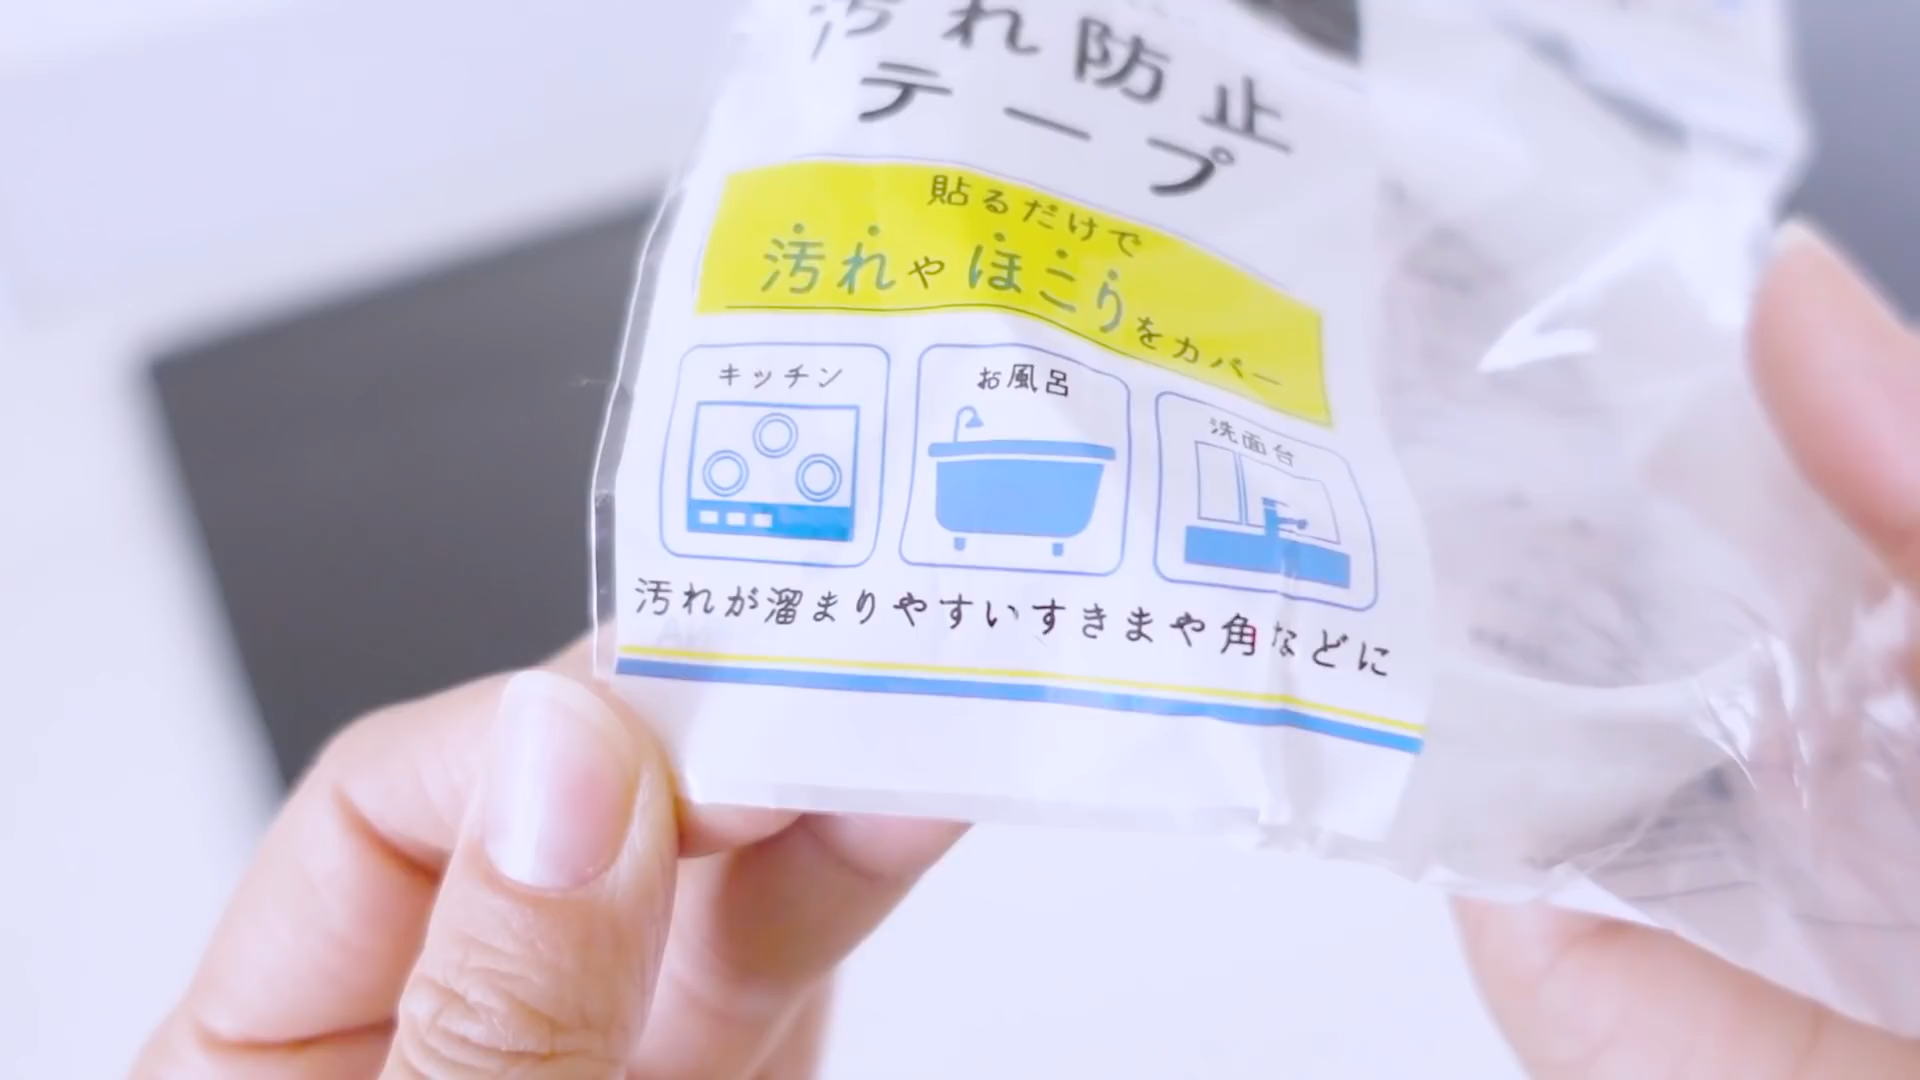 汚れ防止
テープ
貼るだけで
汚れやほこりをカバー
キッチン
お風呂
洗面台
汚れが溜まりやすいすきまや角などに